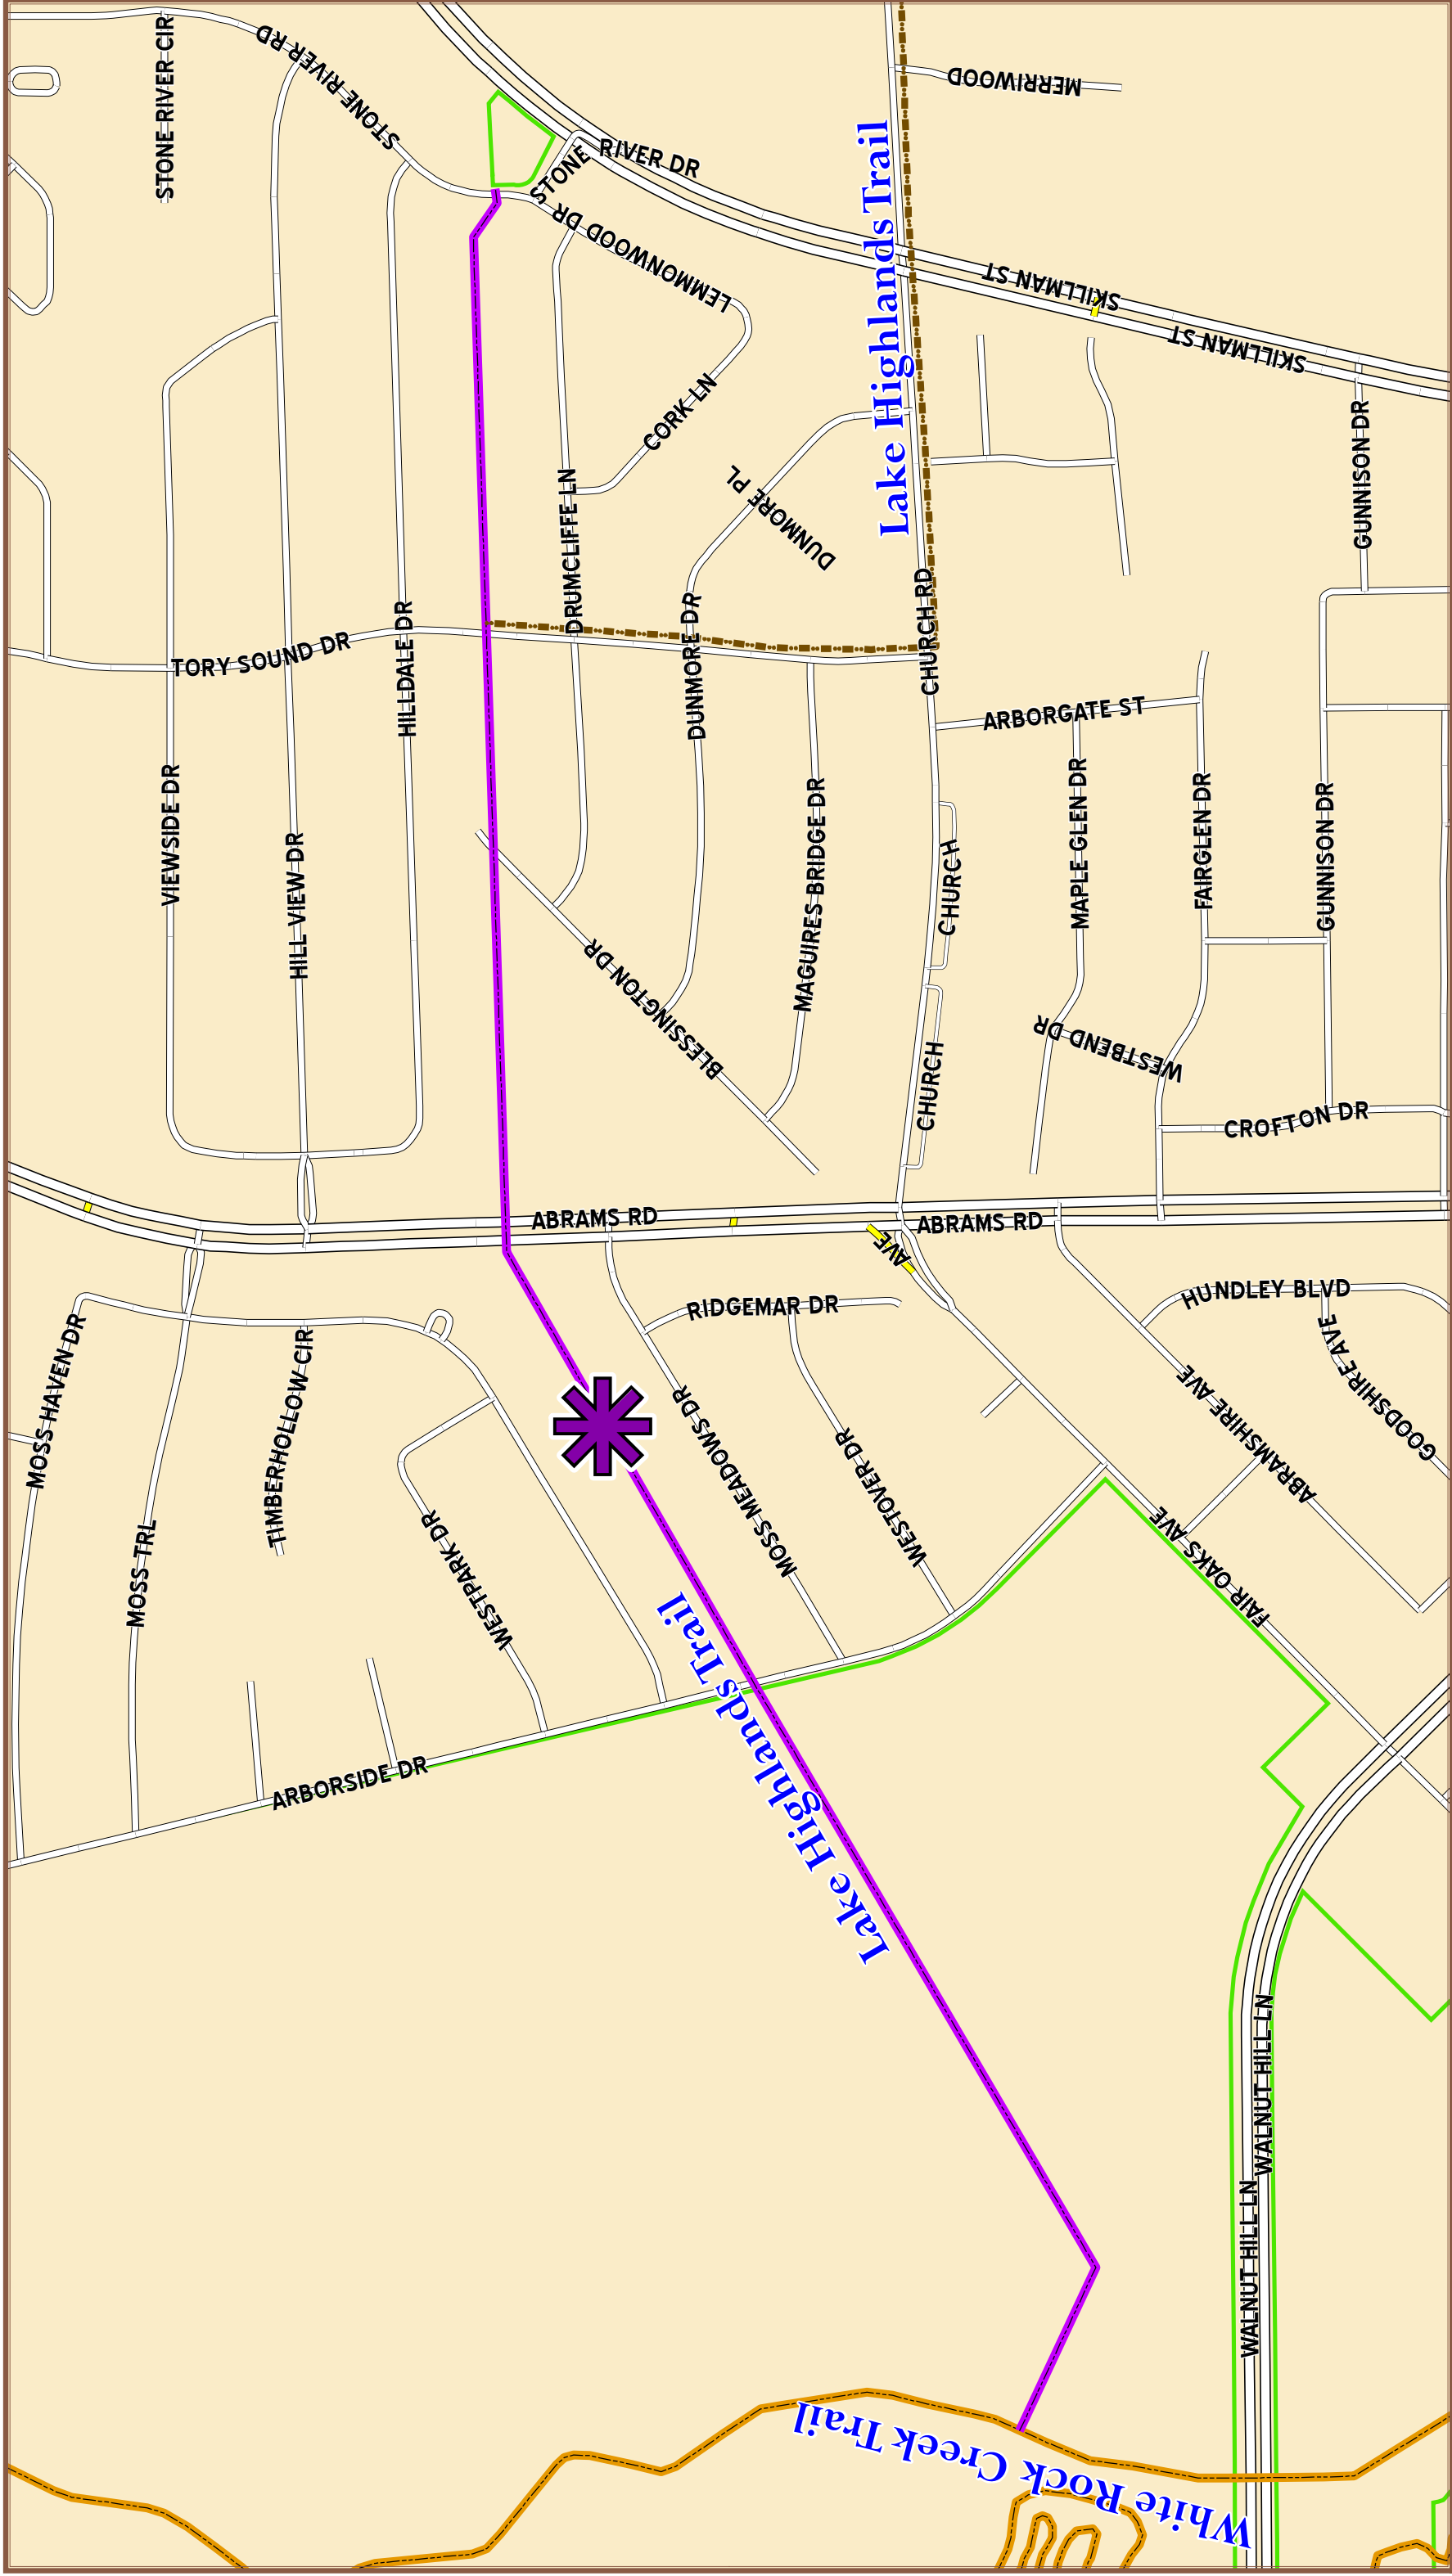 STONE RIVER CIR
STONE RIVER RD
MERRIWOOD
STONE
RIVER DR
Lake Highlands Trail
LEMMONWOOD DR
SKILLMAN ST
SKILLMAN ST
CORK LN
GUNNISON DR
DUNMORE PL
DRUMCLIFFE LN
CHURCH RD
TORY SOUND DR
HILLDALE DR
DUNMORE DR
ARBORGATE ST
VIEWSIDE DR
HILL VIEW DR
MAGUIRES BRIDGE DR
CHURCH
MAPLE GLEN DR
FAIRGLEN DR
GUNNISON DR
BLESSINGTON DR
WESTBEND DR
CHURCH
CROFTON DR
ABRAMS RD
ABRAMS RD
AVE
RIDGEMAR DR
HUNDLEY BLVD
MOSS HAVEN DR
TIMBERHOLLOW CIR
GOODSHIRE AVE
ABRAMSHIRE AVE
MOSS MEADOWS DR
WESTOVER DR
MOSS TRL
WESTPARK DR
FAIR OAKS AVE
Lake Highlands Trail
ARBORSIDE DR
WALNUT HILL LN
WALNUT HILL LN
White Rock Creek Trail